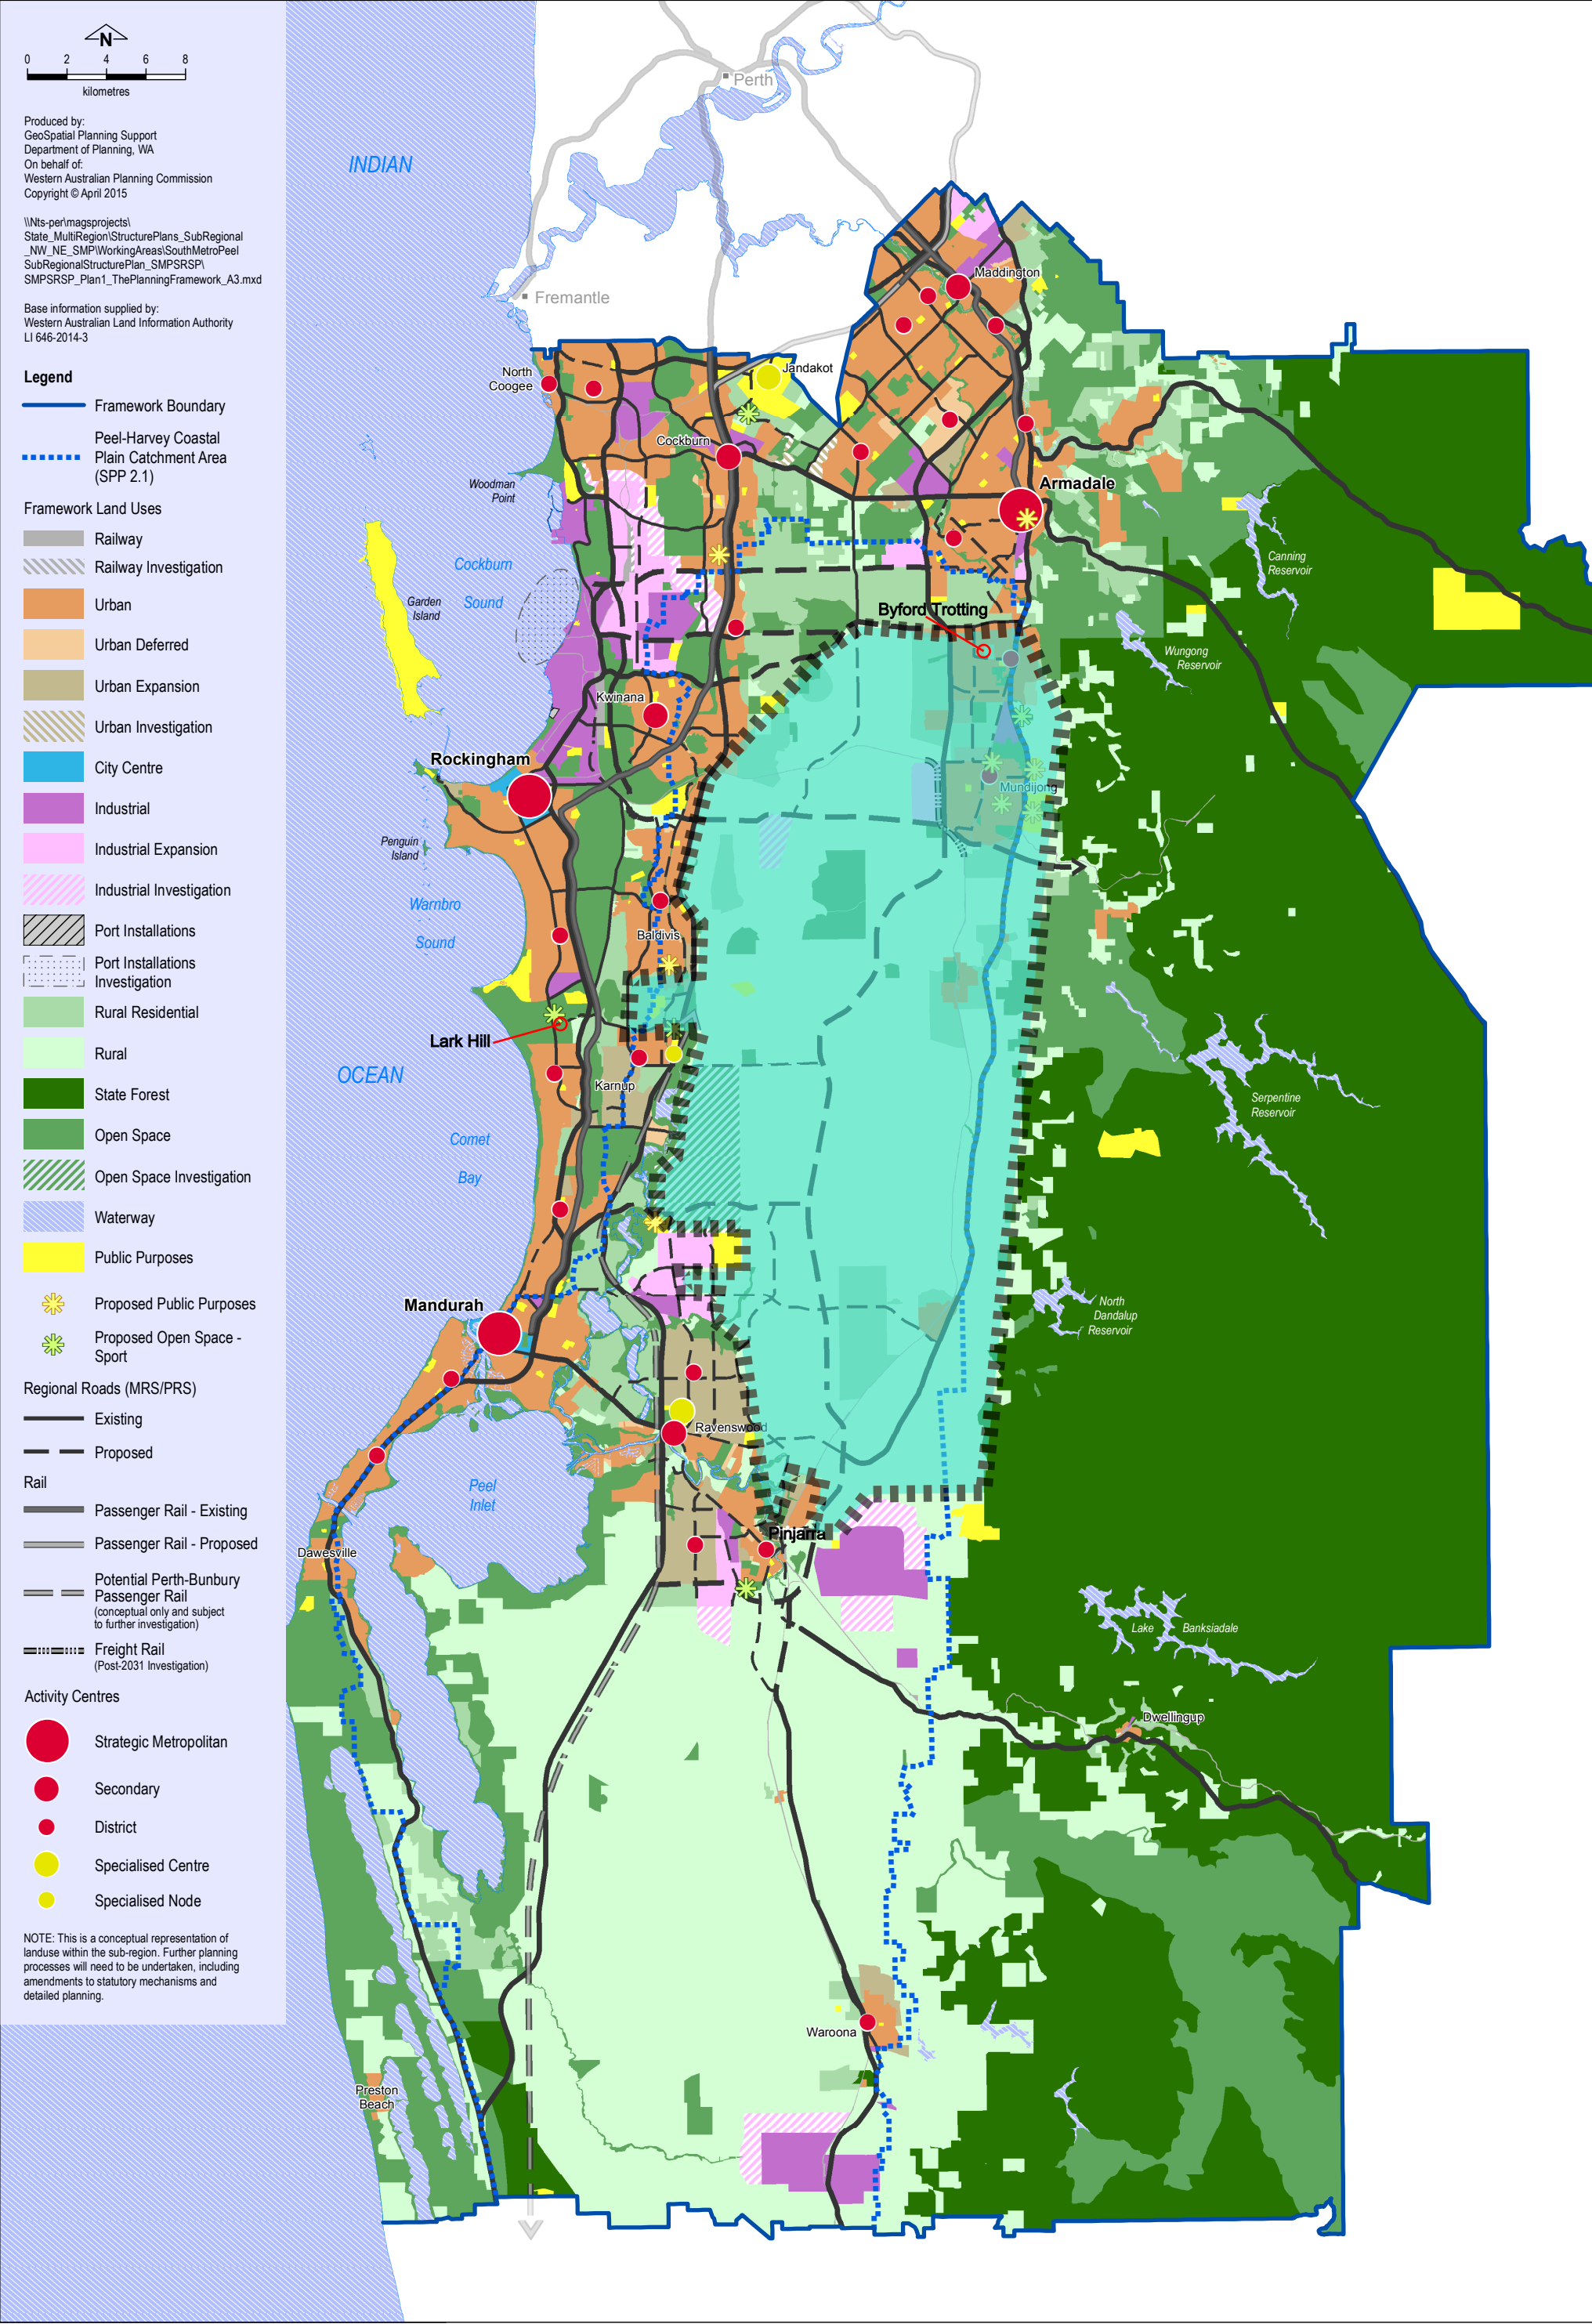 N
0 2 4 6 8
kilometres
Produced by:
GeoSpatial Planning Support
Department of Planning, WA
On behalf of:
Western Australian Planning Commission
Copyright © April 2015
\\Nts-per\magsprojects\
State_MultiRegion\StructurePlans_SubRegional
_NW_NE_SMP\WorkingAreas\SouthMetroPeel
SubRegionalStructurePlan_SMPSRSP\
SMPSRSP_Plan1_ThePlanningFramework_A3.mxd
Base information supplied by:
Western Australian Land Information Authority
LI 646-2014-3
Legend
Framework Boundary
Peel-Harvey Coastal
Plain Catchment Area
(SPP 2.1)
Framework Land Uses
Railway
Railway Investigation
Urban
Urban Deferred
Urban Expansion
Urban Investigation
City Centre
Industrial
Industrial Expansion
Industrial Investigation
Port Installations
Port Installations
Investigation
Rural Residential
Rural
State Forest
Open Space
Open Space Investigation
Waterway
Public Purposes
Proposed Public Purposes
Proposed Open Space -
Sport
Regional Roads (MRS/PRS)
Existing
Proposed
Rail
Passenger Rail - Existing
Passenger Rail - Proposed
Potential Perth-Bunbury
Passenger Rail
(conceptual only and subject
to further investigation)
Freight Rail
(Post-2031 Investigation)
Activity Centres
Strategic Metropolitan
Secondary
District
Specialised Centre
Specialised Node
NOTE: This is a conceptual representation of
landuse within the sub-region. Further planning
processes will need to be undertaken, including
amendments to statutory mechanisms and
detailed planning.
Perth
INDIAN
Maddington
Fremantle
Jandakot
North
Coogee
Cockburn
Woodman
Point
Armadale
Canning
Reservoir
Cockburn
Sound
Garden
Island
Byford Trotting
Wungong
Reservoir
Kwinana
Rockingham
Mundijong
Penguin
Island
Warnbro
Sound
Baldivis
Lark Hill
OCEAN
Karnup
Serpentine
Reservoir
Comet
Bay
Mandurah
North
Dandalup
Reservoir
Ravenswood
Peel
Inlet
Pinjarra
Dawesville
Lake Banksiadale
Dwellingup
Waroona
Preston
Beach